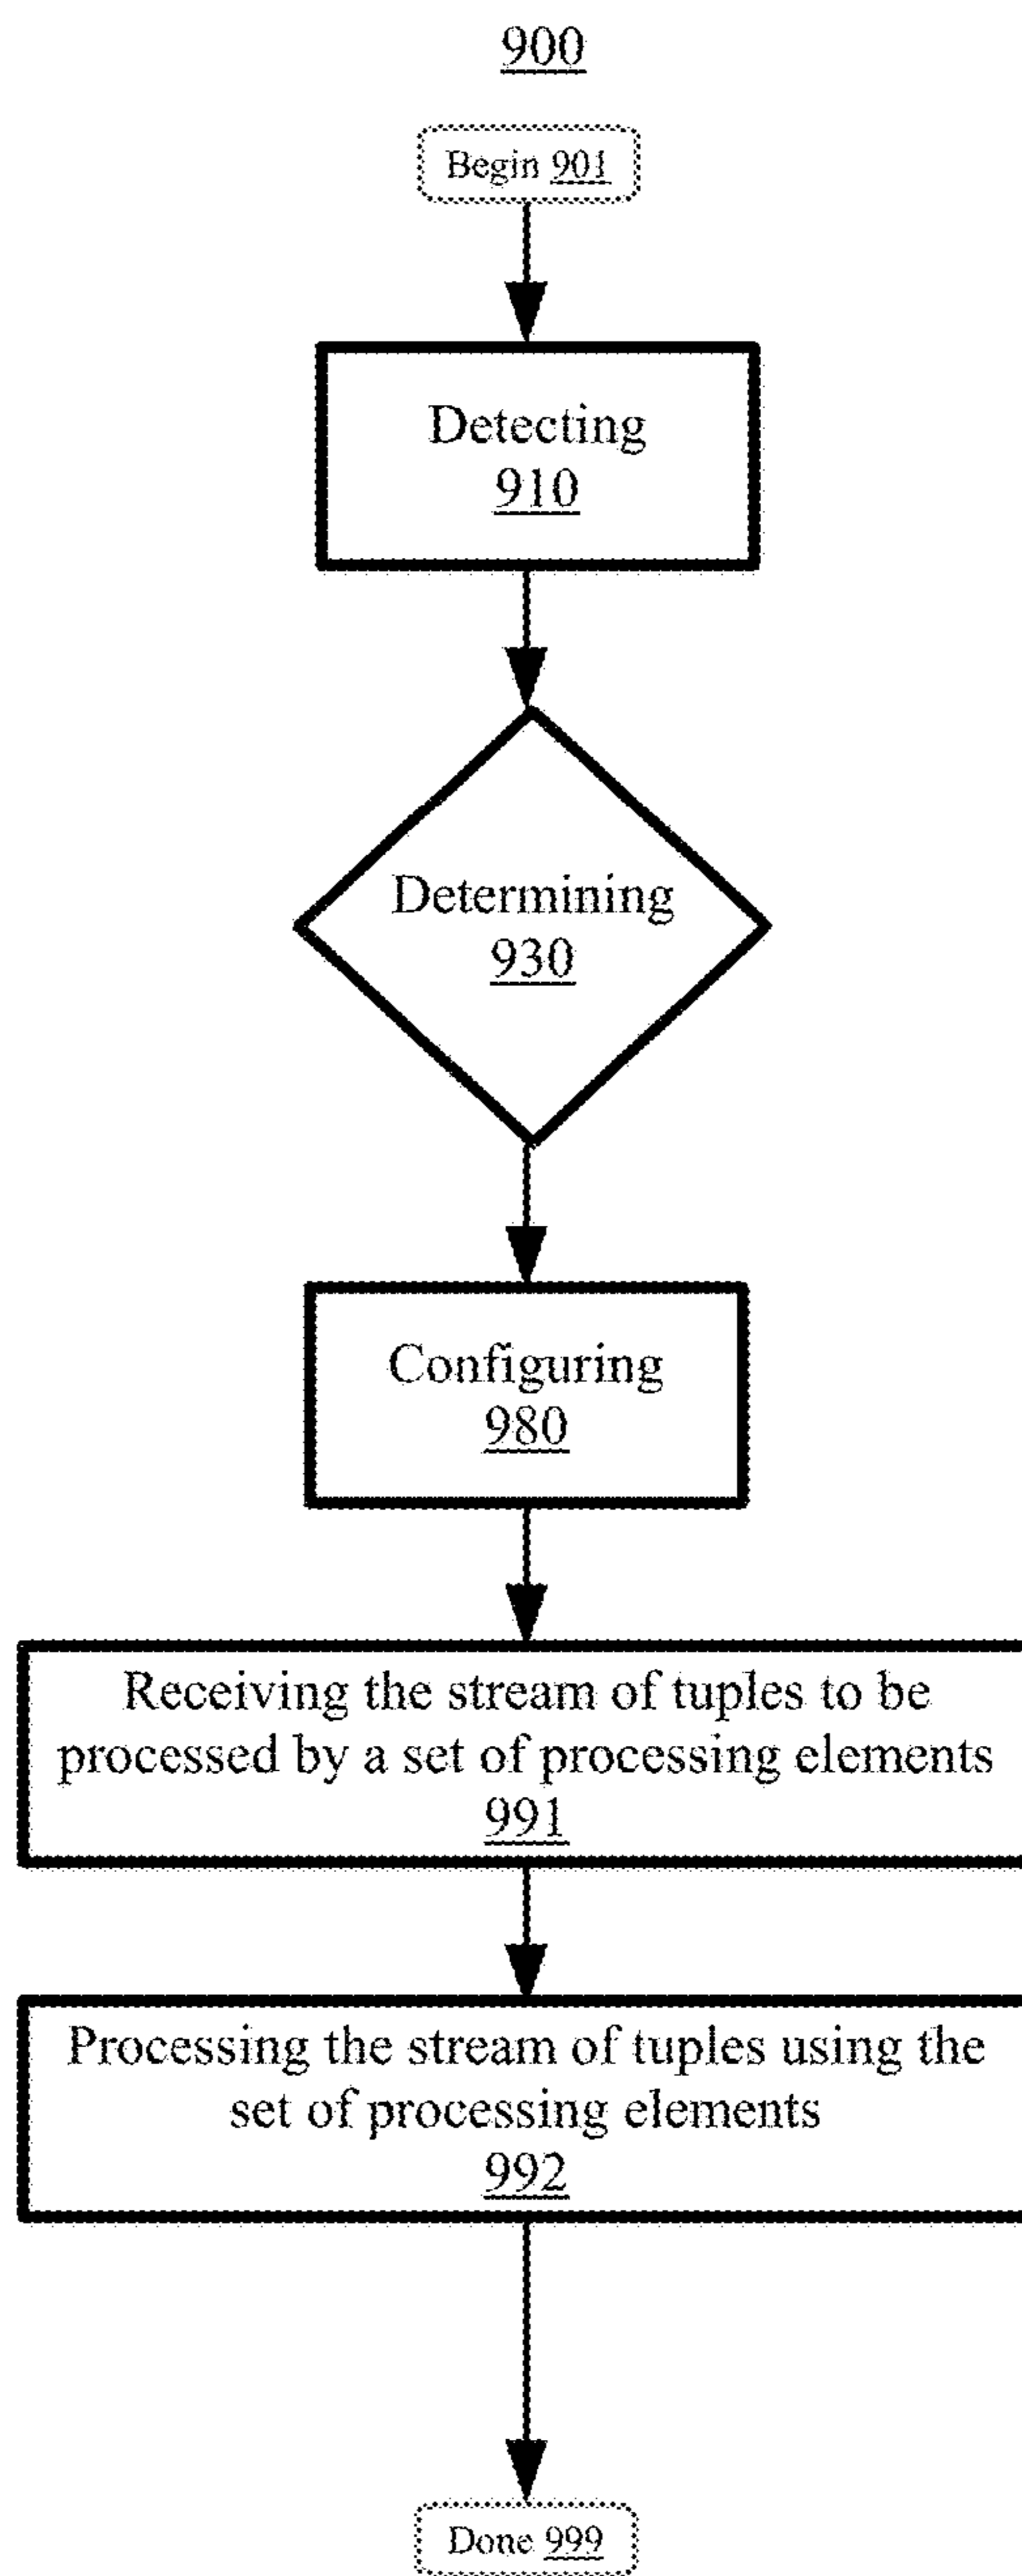 900
Begin 901
Detecting
910
Determining
930
Configuring
980
Receiving the stream of tuples to be
processed by a set of processing elements
991
Processing the stream of tuples using the
set of processing elements
992
Done 999